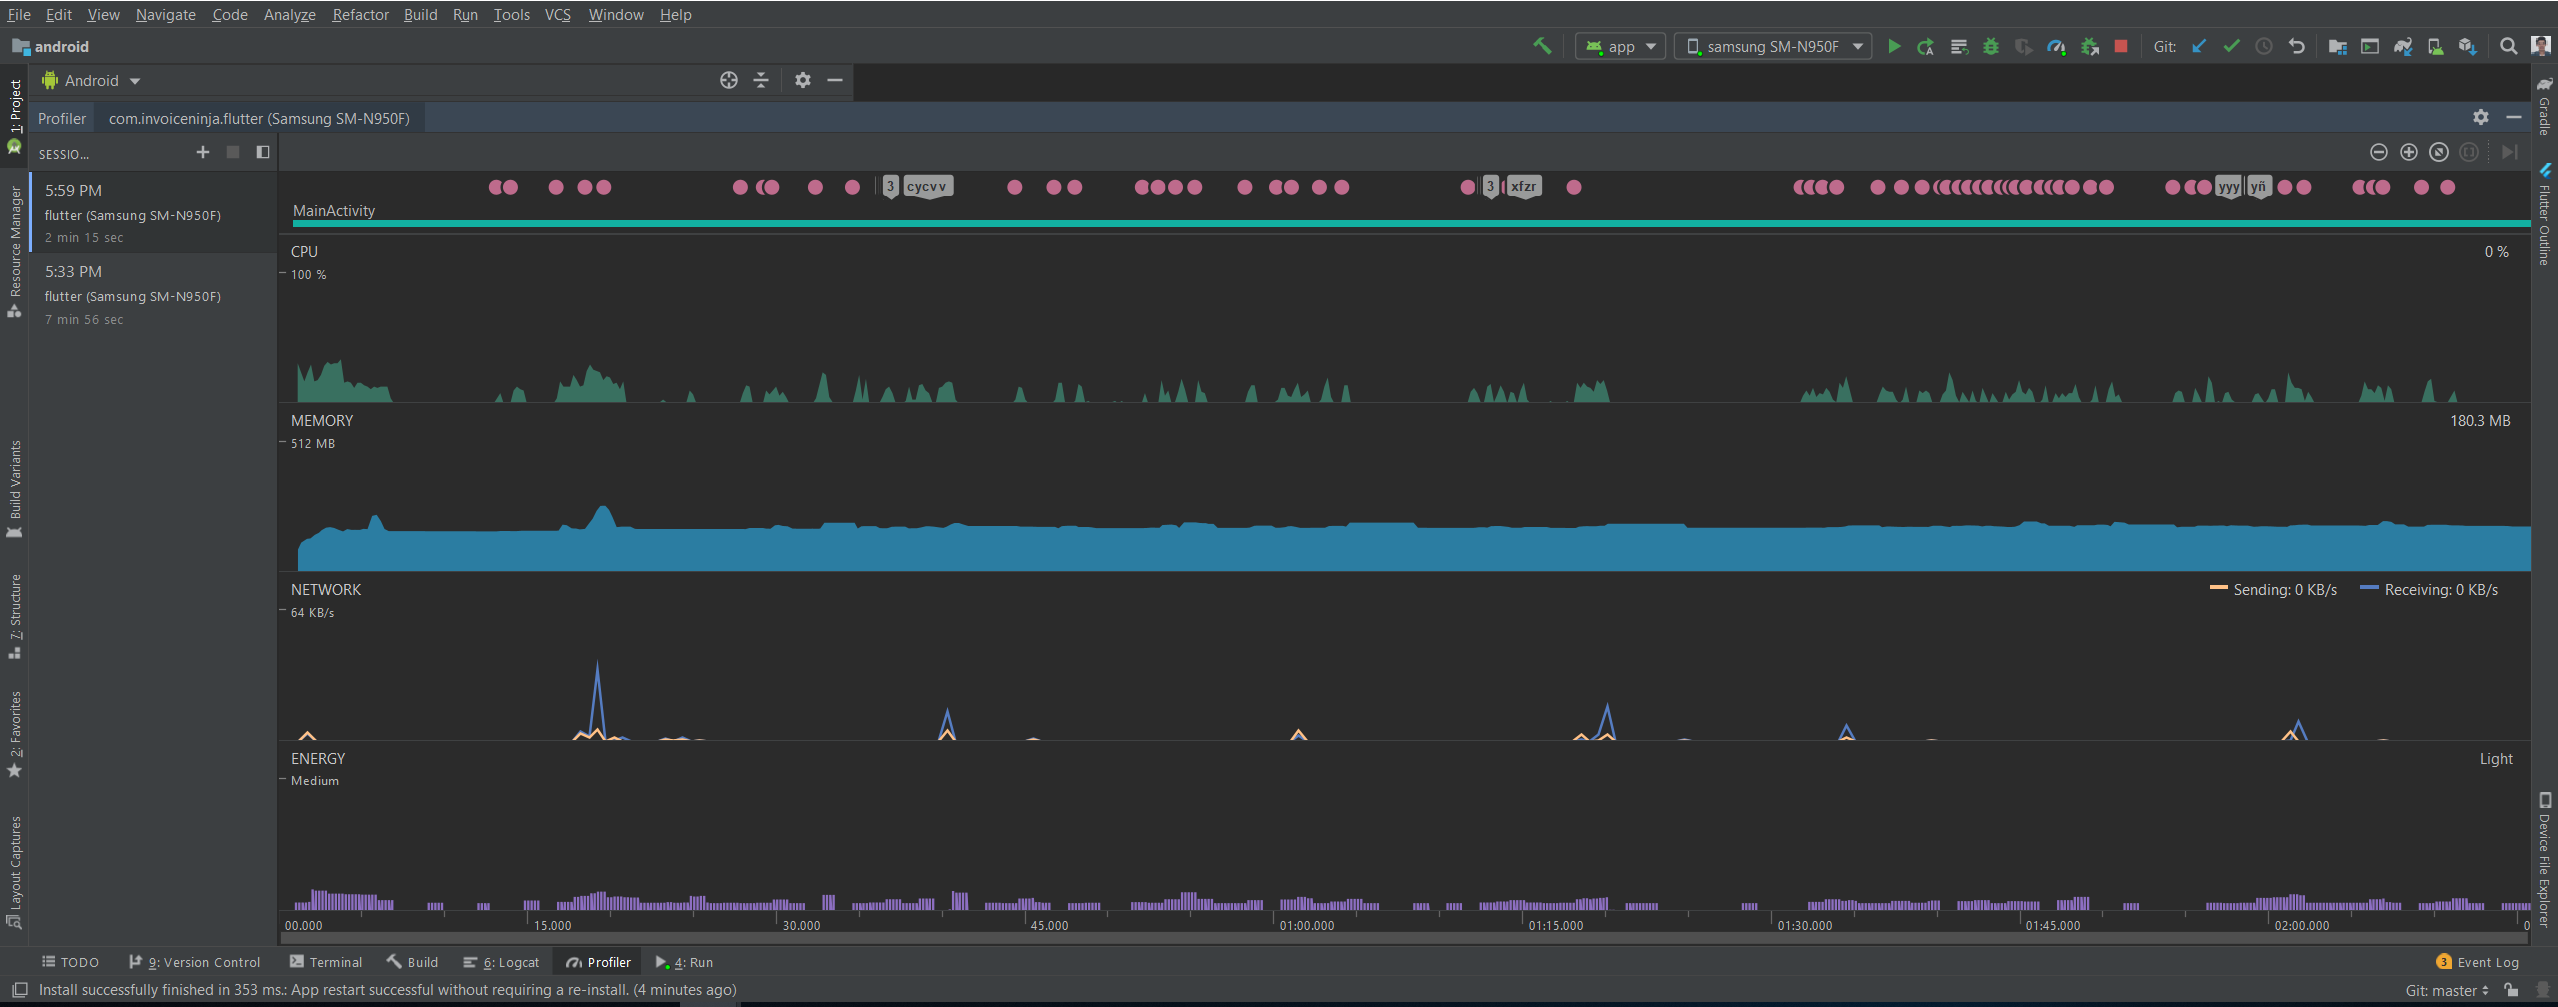 File Edit View Navigate Code Analyze Refactor Build Run Tools VCS Window Help
android
app
samsung SM-N950F
Git:
Android
Profiler
com.invoiceninja.flutter (Samsung SM-N950F)
SESSIO...
5:59 PM
flutter (Samsung SM-N950F)
2 min 15 sec
5:33 PM
flutter (Samsung SM-N950F)
7 min 56 sec
1: Project
Resource Manager
Build Variants
7: Structure
2: Favorites
Layout Captures
3 cycvv 3 xfzr yyy yñ
MainActivity
CPU 0 %
100 %
MEMORY 180.3 MB
512 MB
NETWORK Sending: 0 KB/s Receiving: 0 KB/s
64 KB/s
ENERGY Light
Medium
00.000 15.000 30.000 45.000 01:00.000 01:15.000 01:30.000 01:45.000 02:00.000 0
Gradle
Flutter Outline
Device File Explorer
TODO 9: Version Control Terminal Build 6: Logcat Profiler 4: Run 3 Event Log
Install successfully finished in 353 ms.: App restart successful without requiring a re-install. (4 minutes ago) Git: master